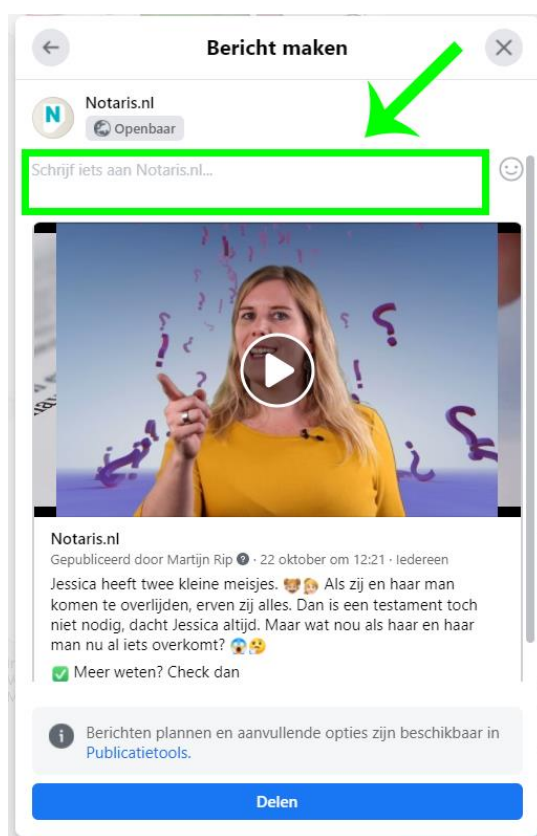 Bericht maken
N
Notaris.nl
Openbaar
Schrijf iets aan Notaris.nl...
Notaris.nl
Gepubliceerd door Martijn Rip · 22 oktober om 12:21 · Iedereen
Jessica heeft twee kleine meisjes. 👧👧 Als zij en haar man
komen te overlijden, erven zij alles. Dan is een testament toch
niet nodig, dacht Jessica altijd. Maar wat nou als haar en haar
man nu al iets overkomt? 😱🤔
✅ Meer weten? Check dan
Berichten plannen en aanvullende opties zijn beschikbaar in
Publicatietools.
Delen